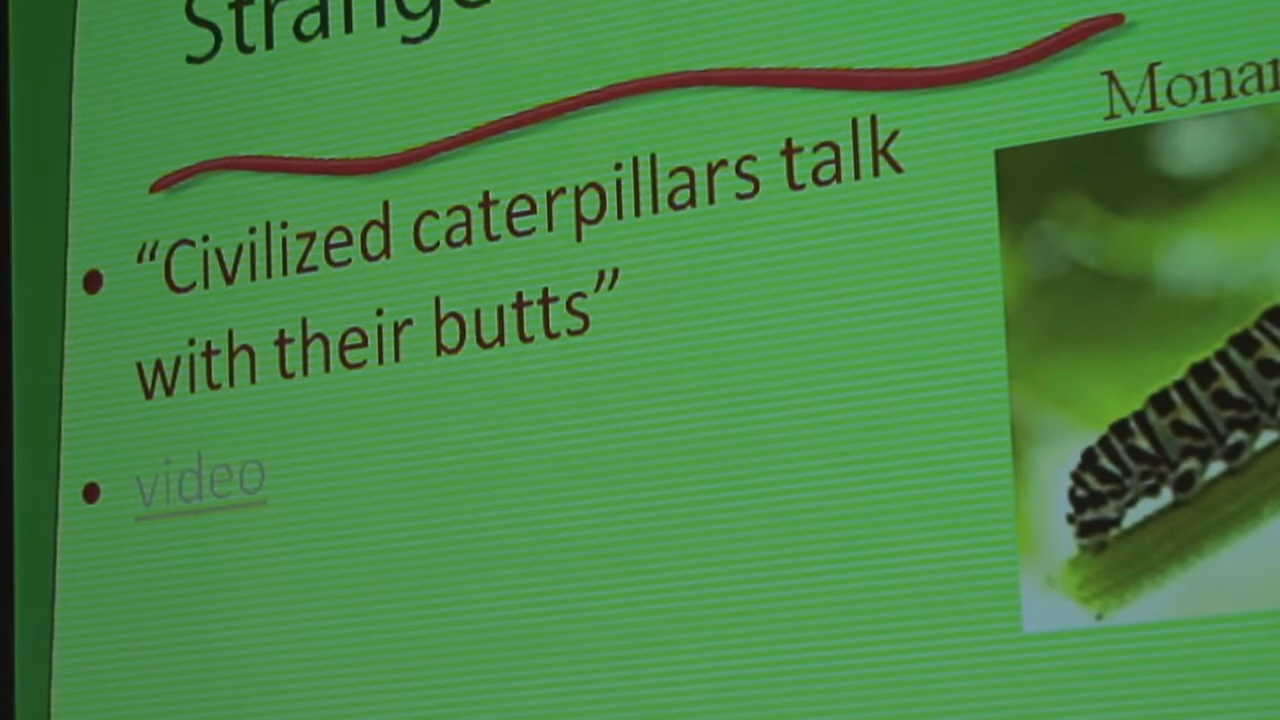 • “Civilized caterpillars talk
with their butts”
• video